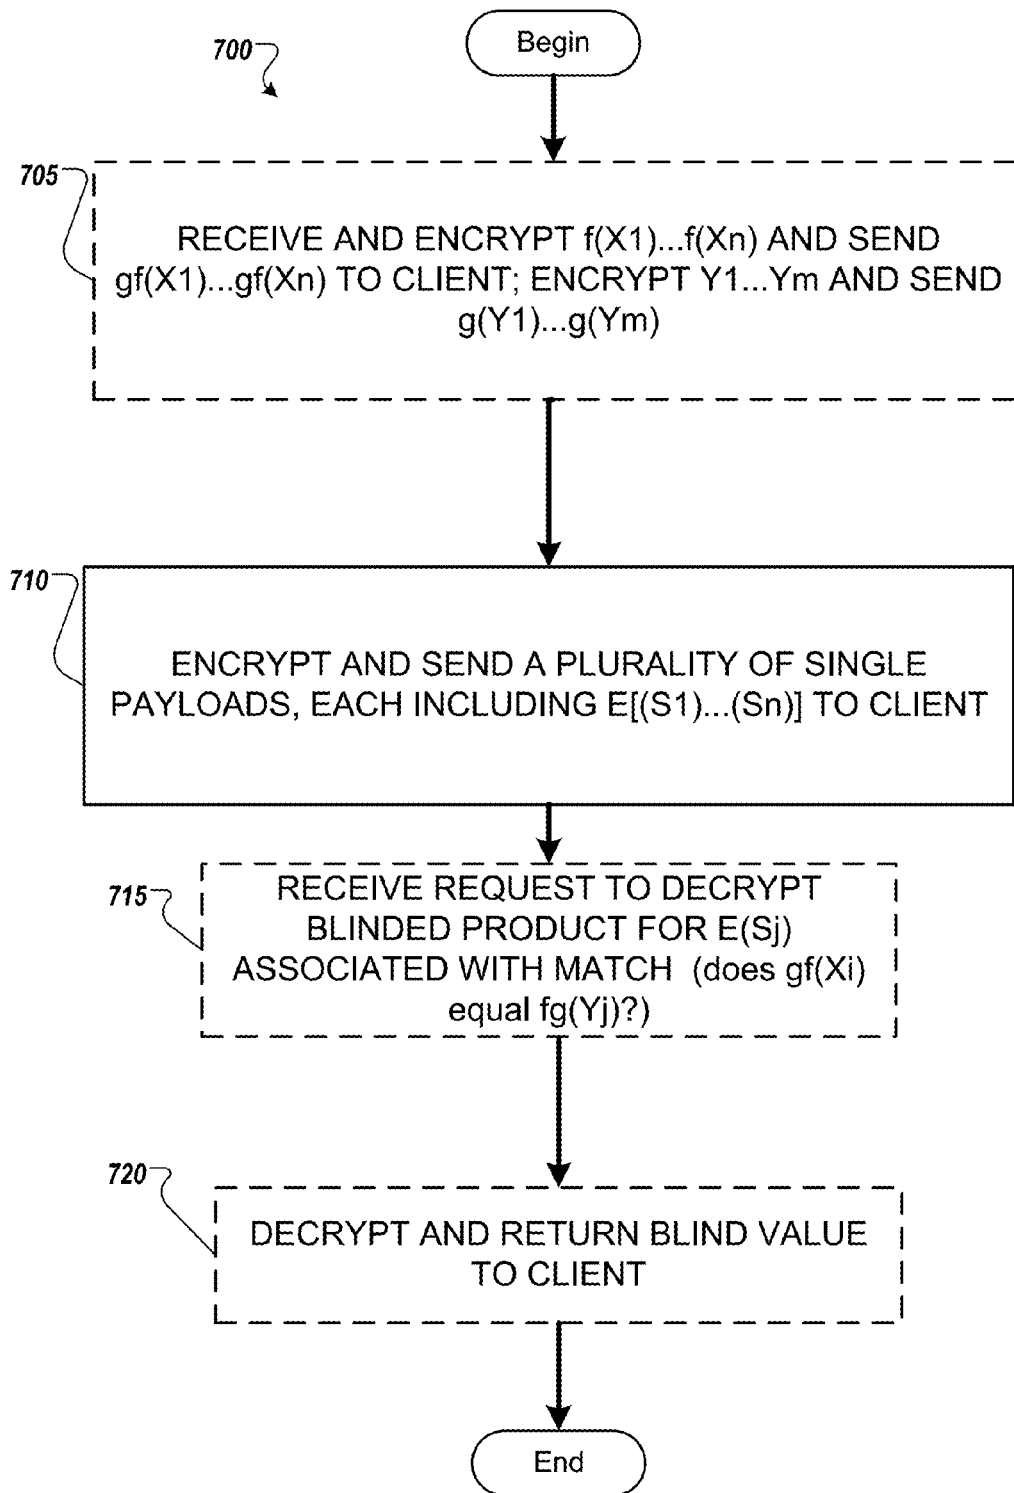 700
Begin
705
RECEIVE AND ENCRYPT f(X1)...f(Xn) AND SEND
gf(X1)...gf(Xn) TO CLIENT; ENCRYPT Y1...Ym AND SEND
g(Y1)...g(Ym)
710
ENCRYPT AND SEND A PLURALITY OF SINGLE
PAYLOADS, EACH INCLUDING E[(S1)...(Sn)] TO CLIENT
715
RECEIVE REQUEST TO DECRYPT
BLINDED PRODUCT FOR E(Sj)
ASSOCIATED WITH MATCH (does gf(Xi)
equal fg(Yj)?)
720
DECRYPT AND RETURN BLIND VALUE
TO CLIENT
End